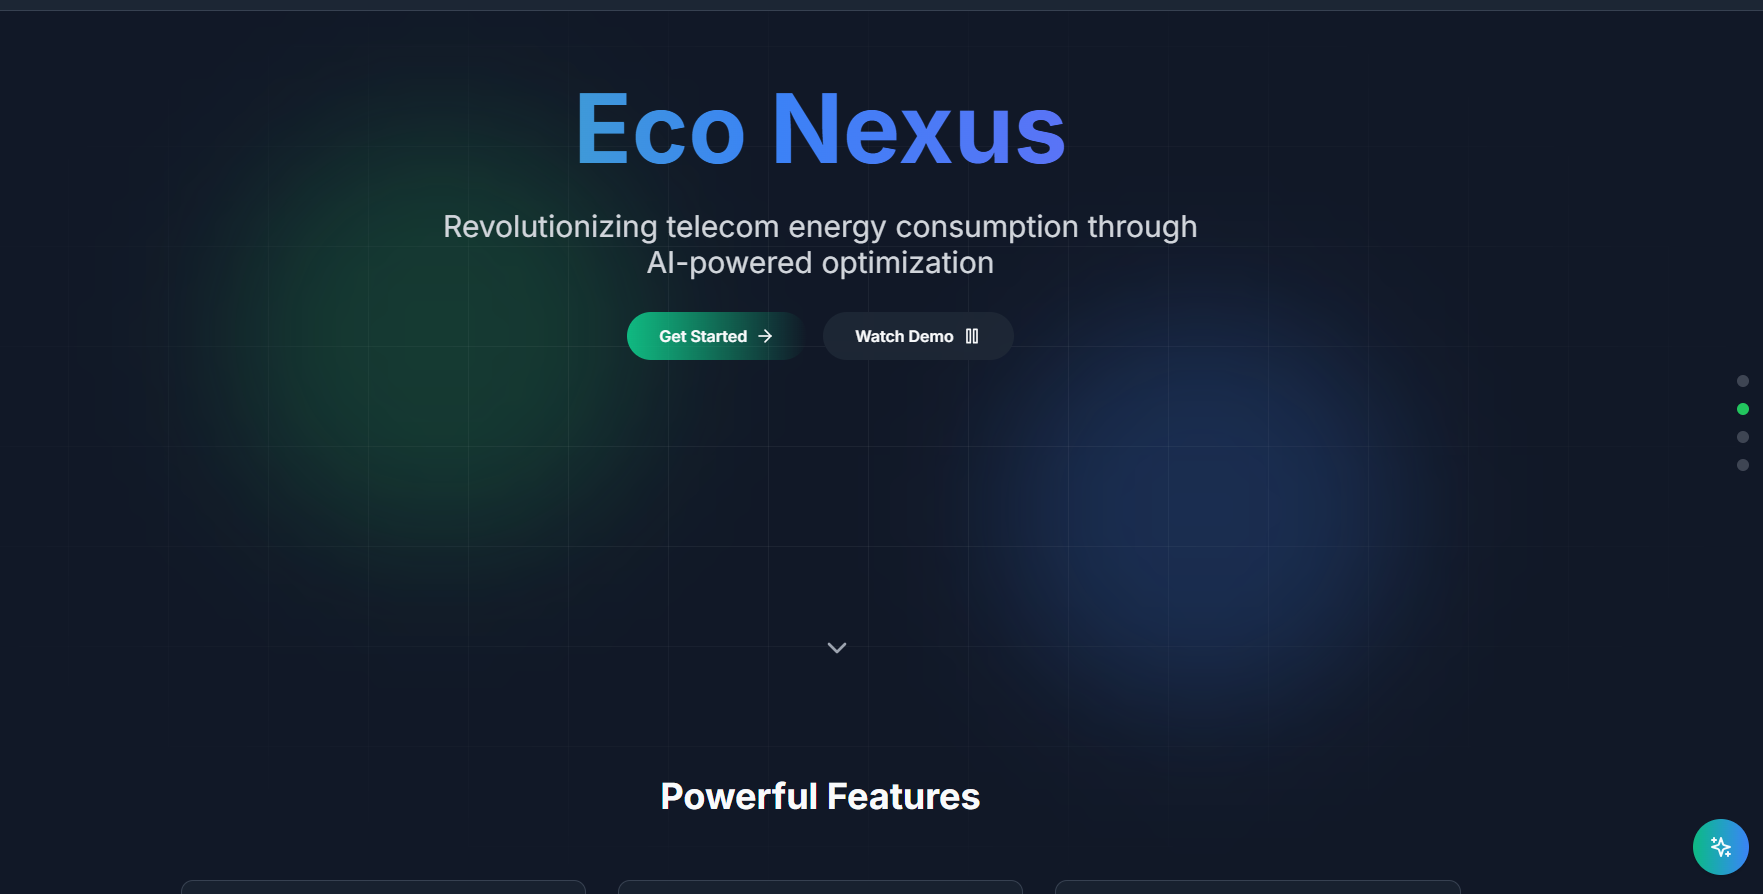 Eco Nexus
Revolutionizing telecom energy consumption through
AI-powered optimization
Get Started
Watch Demo
Powerful Features